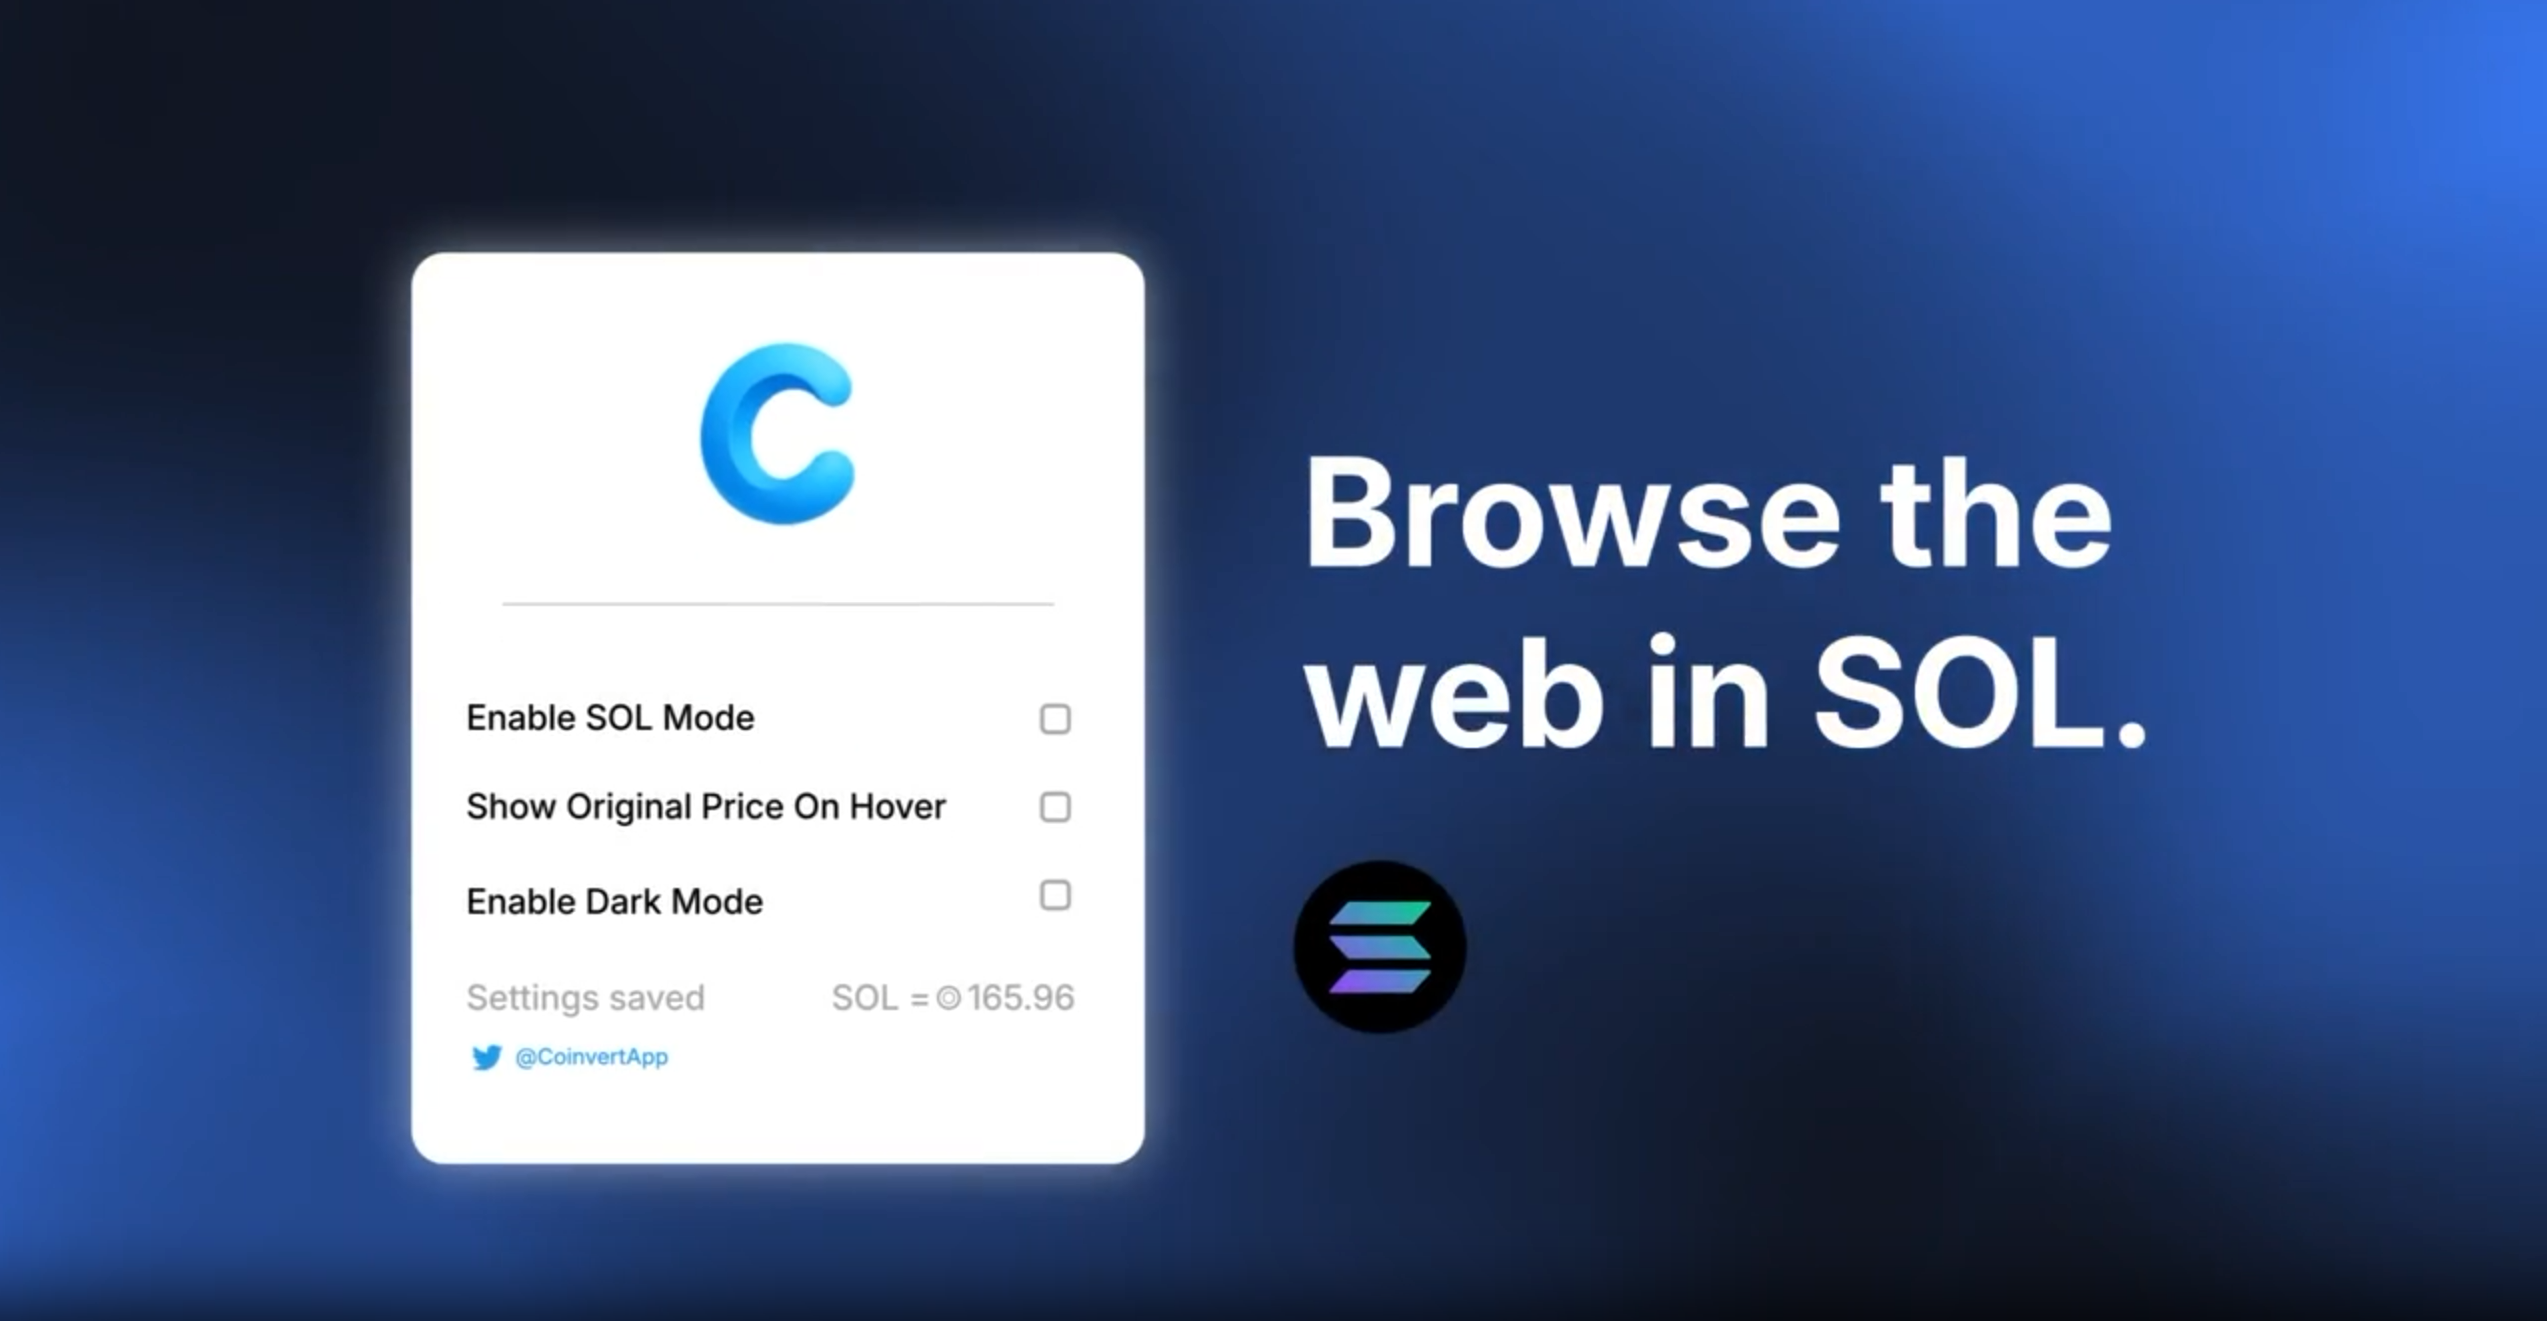 C
Enable SOL Mode
Show Original Price On Hover
Enable Dark Mode
Settings saved
SOL = ◎ 165.96
@CoinvertApp
Browse the
web in SOL.